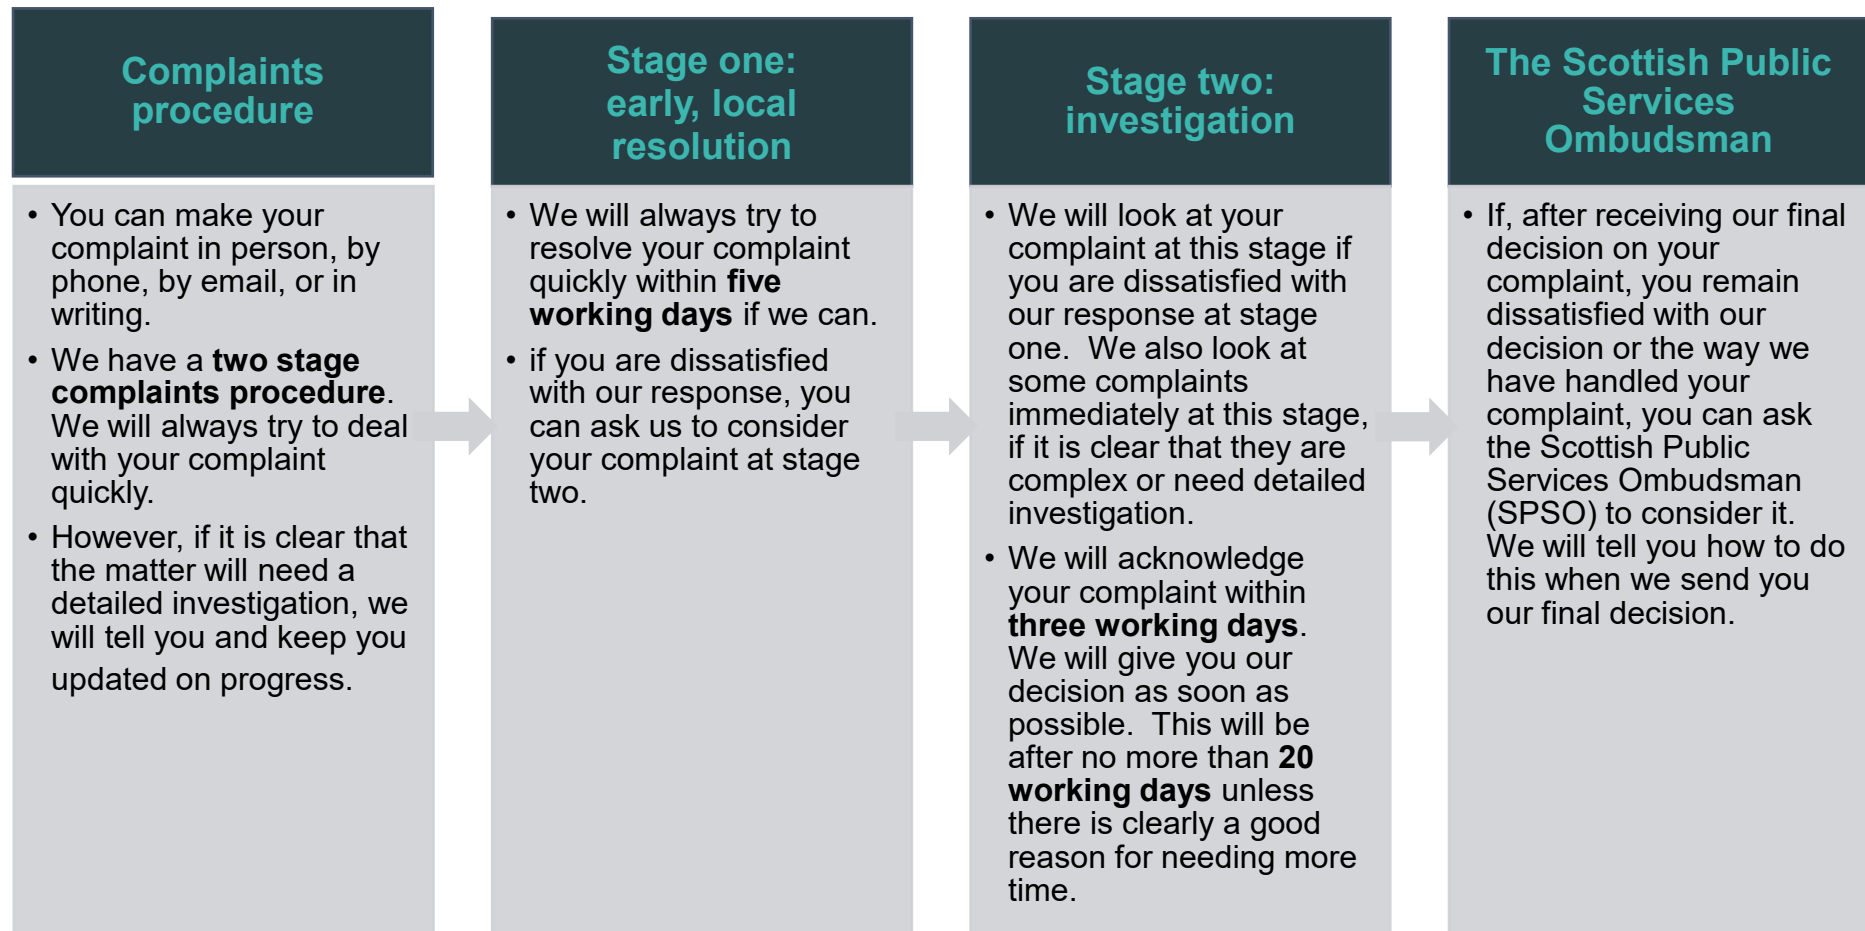 Complaints
procedure
• You can make your
complaint in person, by
phone, by email, or in
writing.
• We have a two stage
complaints procedure.
We will always try to deal
with your complaint
quickly.
• However, if it is clear that
the matter will need a
detailed investigation, we
will tell you and keep you
updated on progress.
Stage one:
early, local
resolution
• We will always try to
resolve your complaint
quickly within five
working days if we can.
• if you are dissatisfied
with our response, you
can ask us to consider
your complaint at stage
two.
Stage two:
investigation
• We will look at your
complaint at this stage if
you are dissatisfied with
our response at stage
one. We also look at
some complaints
immediately at this stage,
if it is clear that they are
complex or need detailed
investigation.
• We will acknowledge
your complaint within
three working days.
We will give you our
decision as soon as
possible. This will be
after no more than 20
working days unless
there is clearly a good
reason for needing more
time.
The Scottish Public
Services
Ombudsman
• If, after receiving our final
decision on your
complaint, you remain
dissatisfied with our
decision or the way we
have handled your
complaint, you can ask
the Scottish Public
Services Ombudsman
(SPSO) to consider it.
We will tell you how to do
this when we send you
our final decision.